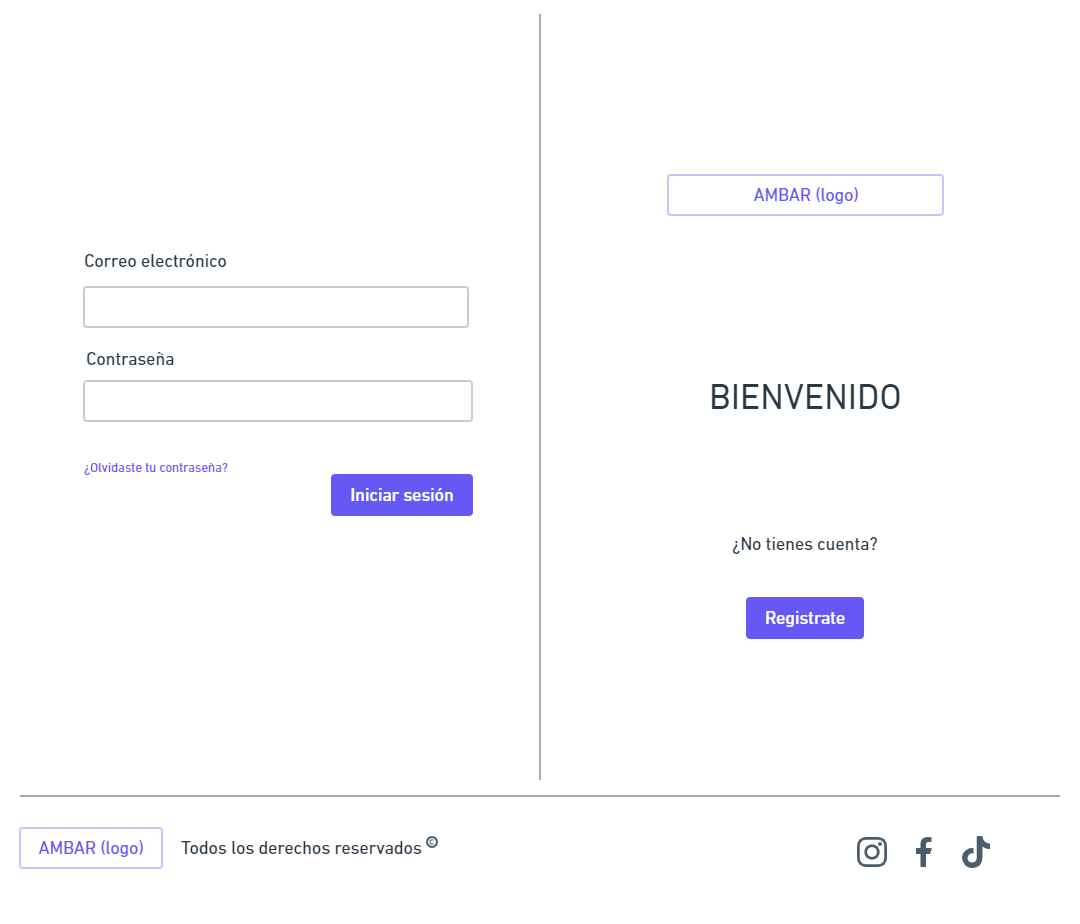 Correo electrónico
Contraseña
¿Olvidaste tu contraseña?
Iniciar sesión
AMBAR (logo)
BIENVENIDO
¿No tienes cuenta?
Registrate
AMBAR (logo)
Todos los derechos reservados ©